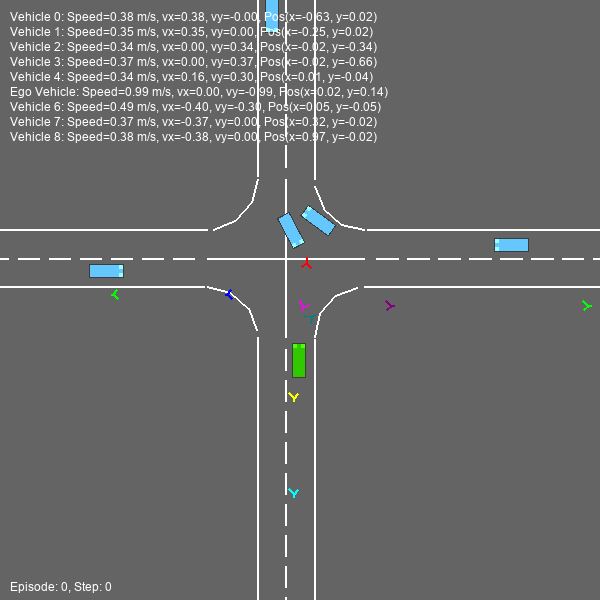 Vehicle 0: Speed=0.38 m/s, vx=0.38, vy=-0.00, Pos(x=-0.63, y=0.02)
Vehicle 1: Speed=0.35 m/s, vx=0.35, vy=0.00, Pos(x=-0.25, y=0.02)
Vehicle 2: Speed=0.34 m/s, vx=0.00, vy=0.34, Pos(x=-0.02, y=-0.34)
Vehicle 3: Speed=0.37 m/s, vx=0.00, vy=0.37, Pos(x=-0.02, y=-0.66)
Vehicle 4: Speed=0.34 m/s, vx=0.16, vy=0.30, Pos(x=0.01, y=-0.04)
Ego Vehicle: Speed=0.99 m/s, vx=0.00, vy=-0.99, Pos(x=0.02, y=0.14)
Vehicle 6: Speed=0.49 m/s, vx=-0.40, vy=-0.30, Pos(x=0.05, y=-0.05)
Vehicle 7: Speed=0.37 m/s, vx=-0.37, vy=0.00, Pos(x=0.32, y=-0.02)
Vehicle 8: Speed=0.38 m/s, vx=-0.38, vy=0.00, Pos(x=0.97, y=-0.02)
Episode: 0, Step: 0